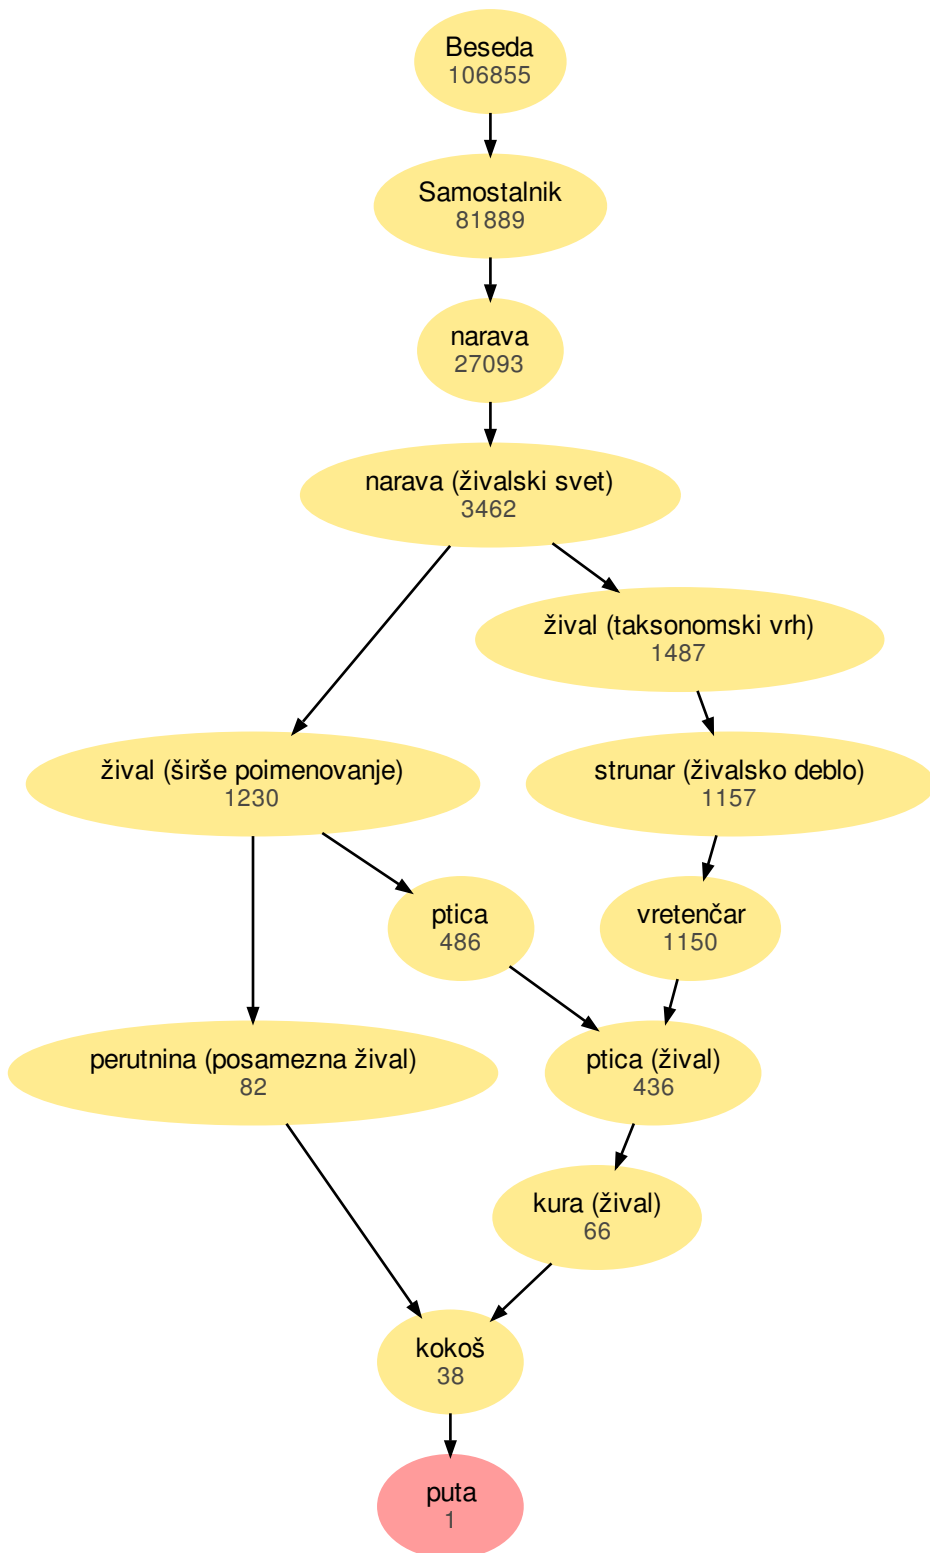 Beseda
106855
Samostalnik
81889
narava
27093
narava (živalski svet)
3462
žival (taksonomski vrh)
1487
žival (širše poimenovanje)
1230
strunar (živalsko deblo)
1157
ptica
486
vretenčar
1150
perutnina (posamezna žival)
82
ptica (žival)
436
kura (žival)
66
kokoš
38
puta
1